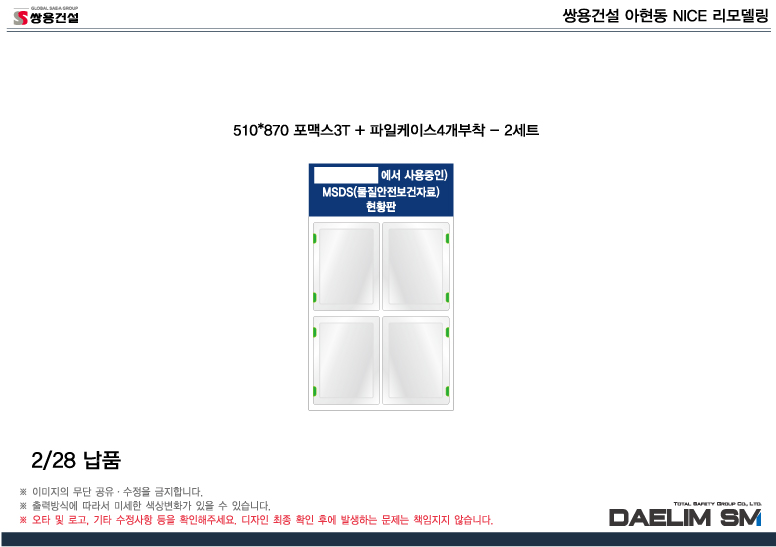 GLOBAL SAE-A GROUP
쌍용건설
쌍용건설 아현동 NICE 리모델링
510*870 포맥스3T + 파일케이스4개부착 - 2세트
에서 사용중인)
MSDS(물질안전보건자료)
현황판
2/28 납품
※ 이미지의 무단 공유·수정을 금지합니다.
※ 출력방식에 따라서 미세한 색상변화가 있을 수 있습니다.
※ 오타 및 로고, 기타 수정사항 등을 확인해주세요. 디자인 최종 확인 후에 발생하는 문제는 책임지지 않습니다.
TOTAL SAFETY GROUP CO., LTD.
DAELIM SM